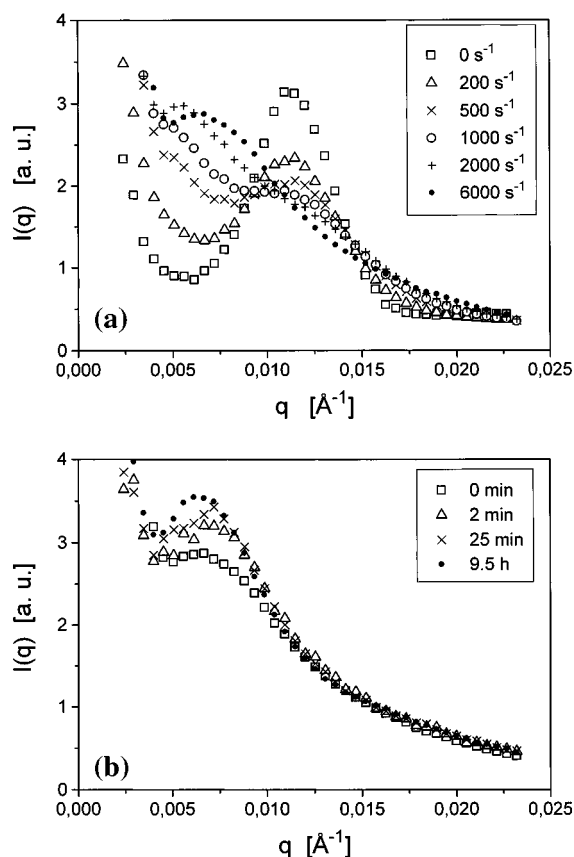 4
3
2
1
0
I(q) [a. u.]
(a)
0 s⁻¹
200 s⁻¹
500 s⁻¹
1000 s⁻¹
2000 s⁻¹
6000 s⁻¹
0,000 0,005 0,010 0,015 0,020 0,025
q [Å⁻¹]
4
3
2
1
0
I(q) [a. u.]
(b)
0 min
2 min
25 min
9.5 h
0,000 0,005 0,010 0,015 0,020 0,025
q [Å⁻¹]